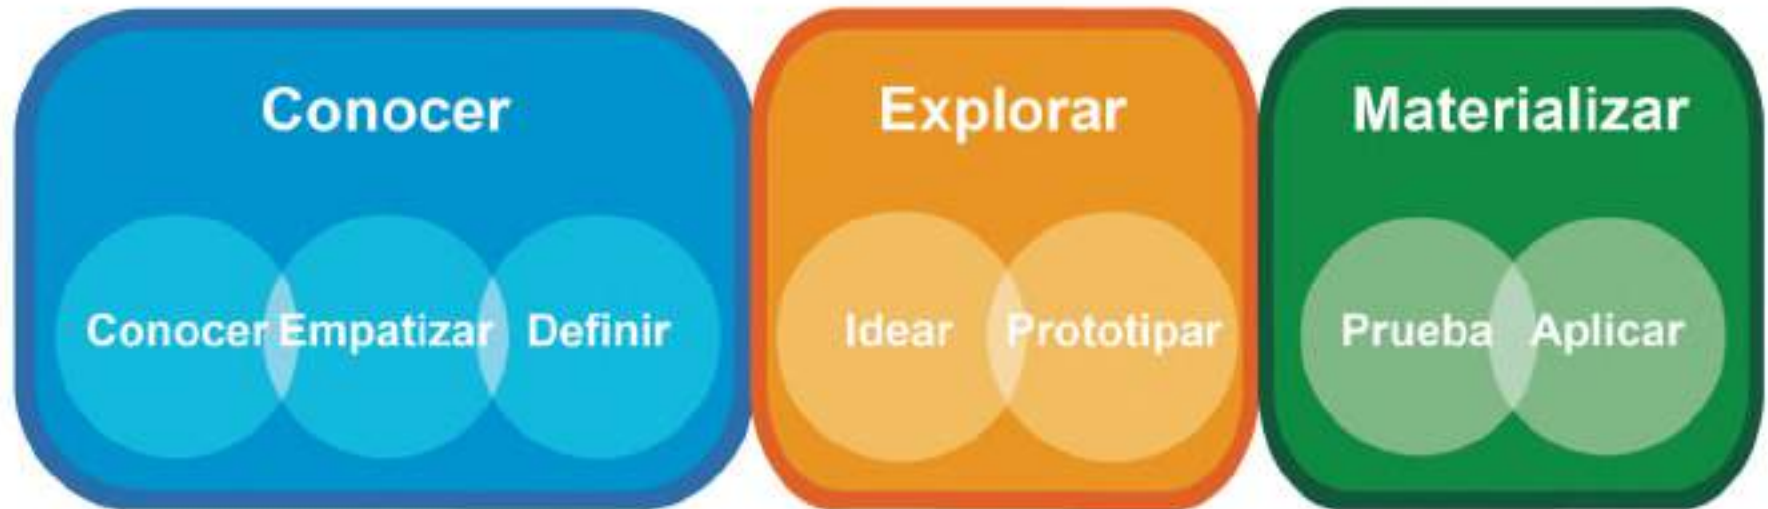 Conocer
Conocer Empatizar Definir
Explorar
Idear Prototipar
Materializar
Prueba Aplicar